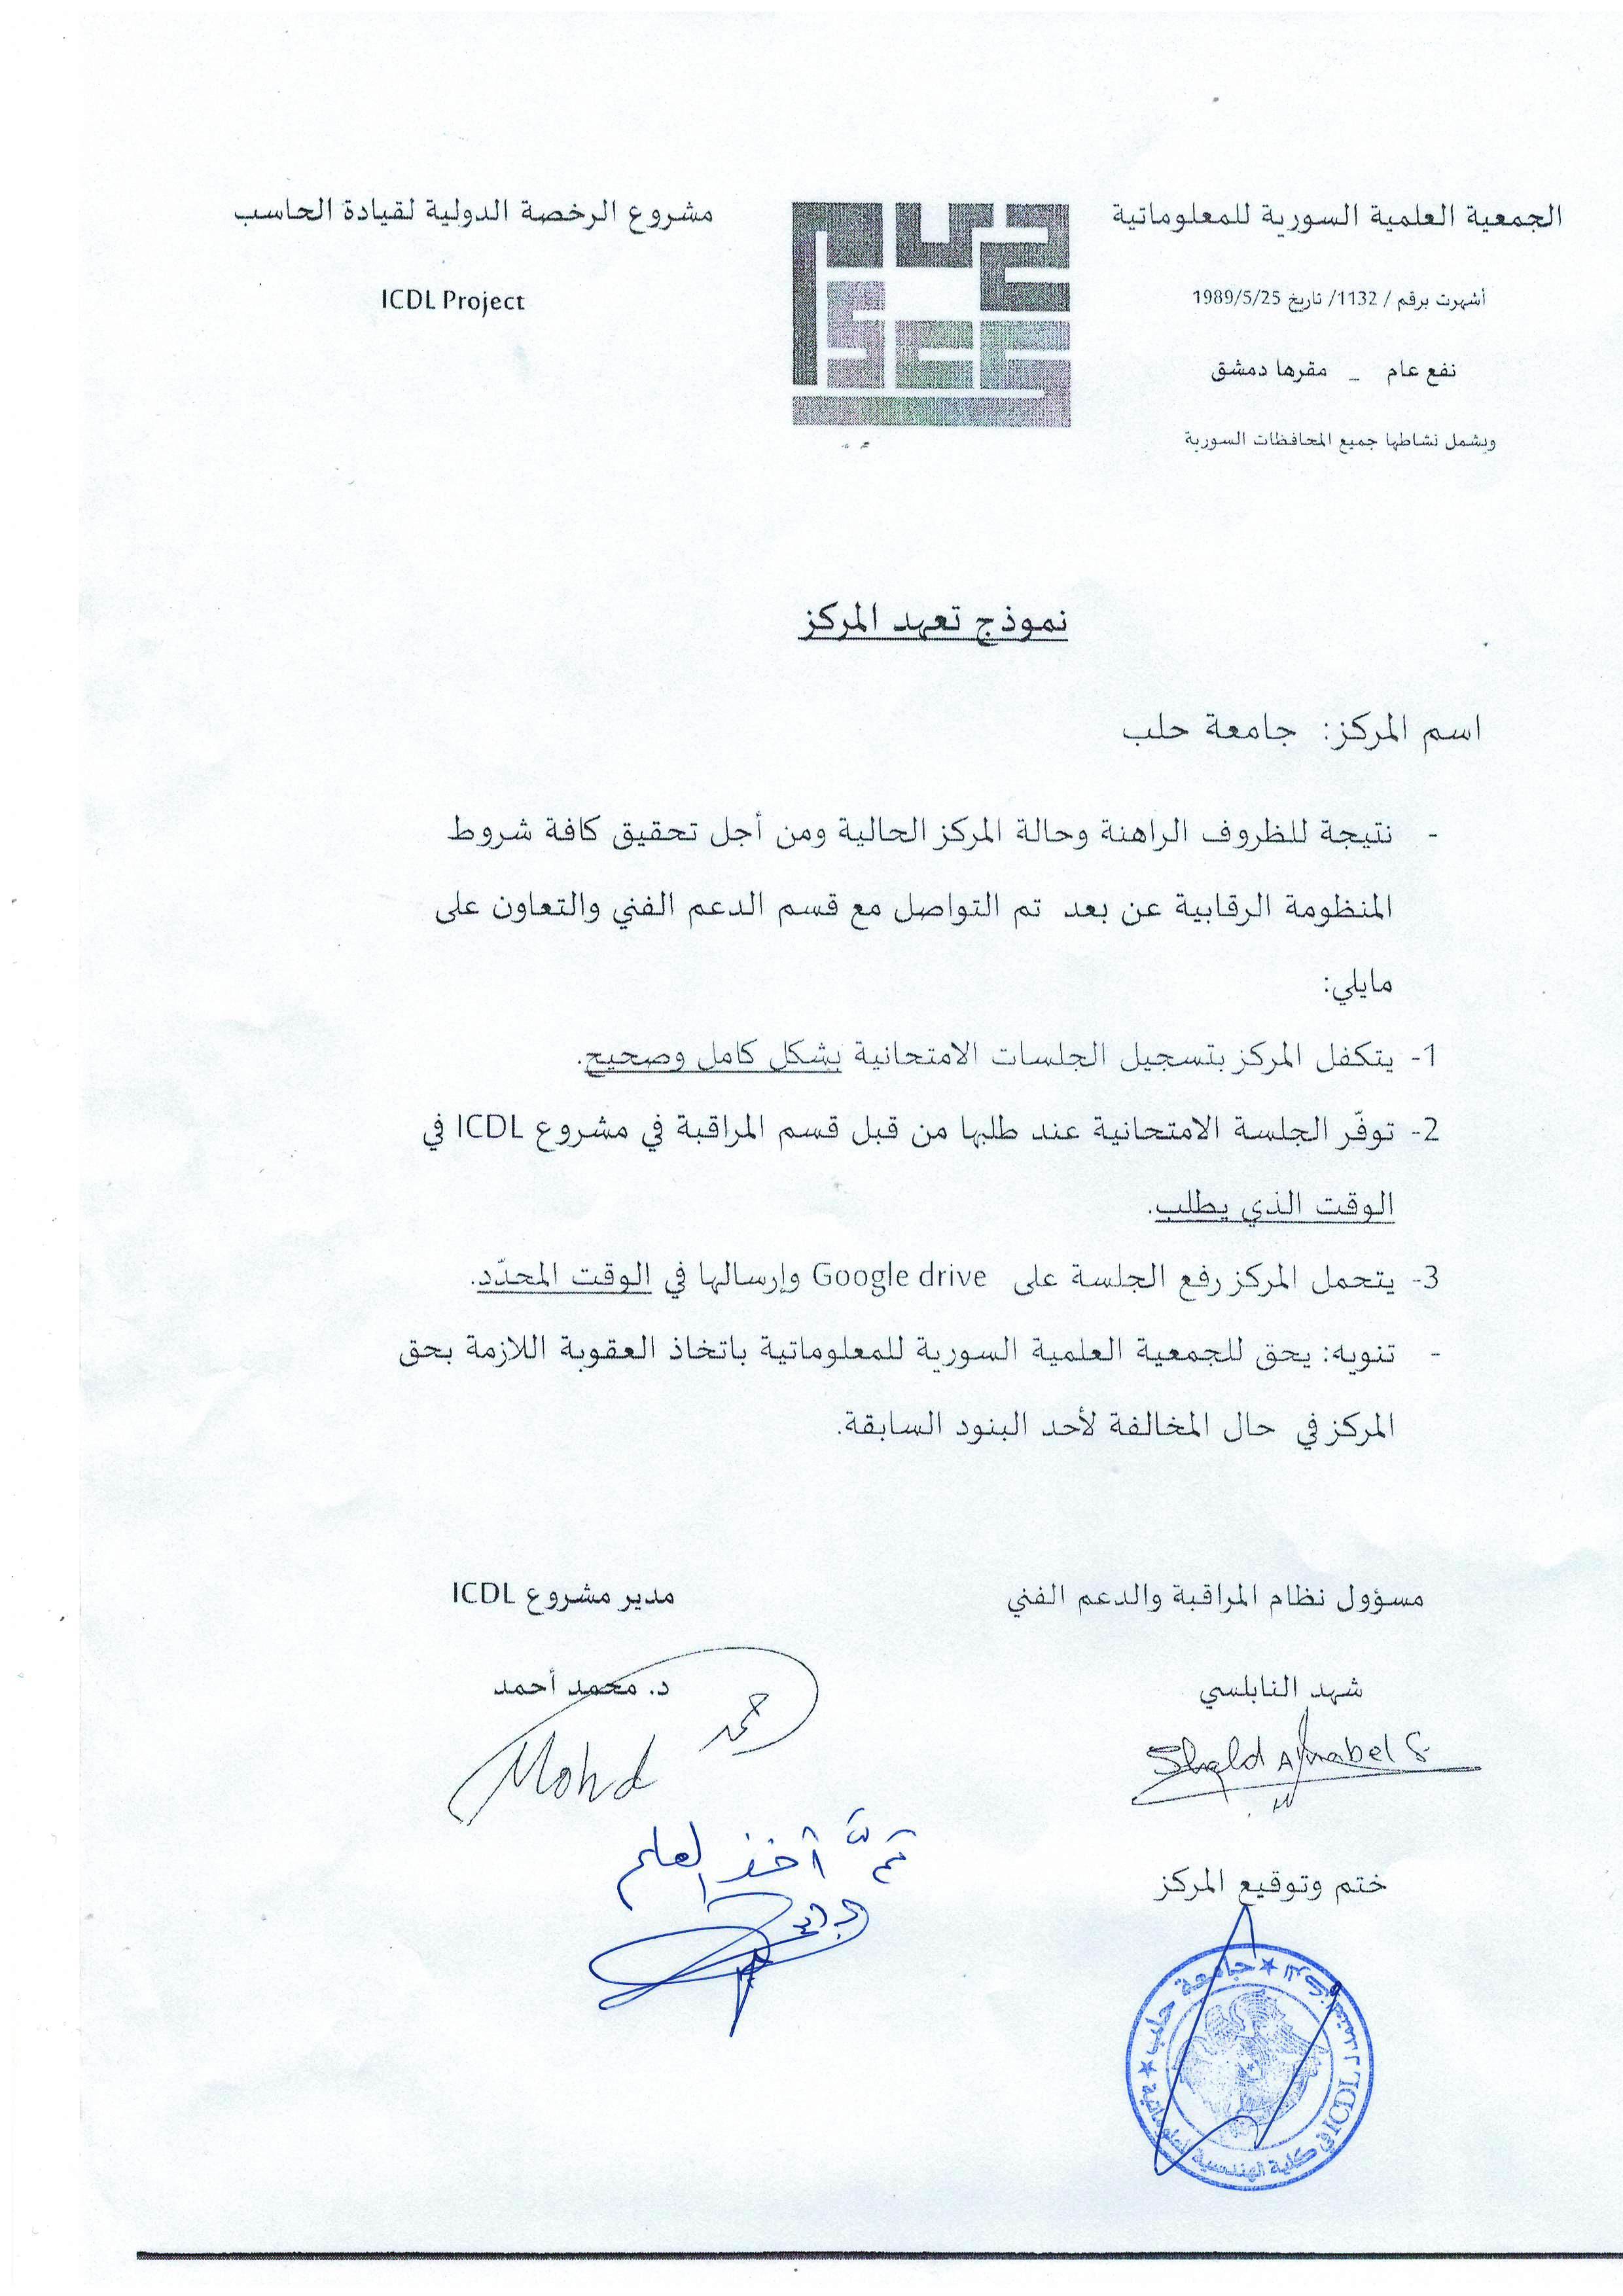 الجمعية العلمية السورية للمعلوماتية
أشهرت برقم / 1132/ تاريخ 1989/5/25
نفع عام _ مقرها دمشق
ويشمل نشاطها جميع المحافظات السورية
مشروع الرخصة الدولية لقيادة الحاسب
ICDL Project
نموذج تعهد المركز
اسم المركز: جامعة حلب
- نتيجة للظروف الراهنة وحالة المركز الحالية ومن أجل تحقيق كافة شروط
المنظومة الرقابية عن بعد تم التواصل مع قسم الدعم الفني والتعاون على
مايلي:
1- يتكفل المركز بتسجيل الجلسات الامتحانية بشكل كامل وصحيح.
2- توفّر الجلسة الامتحانية عند طلبها من قبل قسم المراقبة في مشروع ICDL في
الوقت الذي يطلب.
3- يتحمل المركز رفع الجلسة على Google drive وإرسالها في الوقت المحدّد.
- تنويه: يحق للجمعية العلمية السورية للمعلوماتية باتخاذ العقوبة اللازمة بحق
المركز في حال المخالفة لأحد البنود السابقة.
مسؤول نظام المراقبة والدعم الفني
مدير مشروع ICDL
شهد النابلسي
د. محمد أحمد
Mohd
تمَّ أخذ العلم
ختم وتوقيع المركز
جامعة حلب
ICDL في كلية الهندسة المعلوماتية